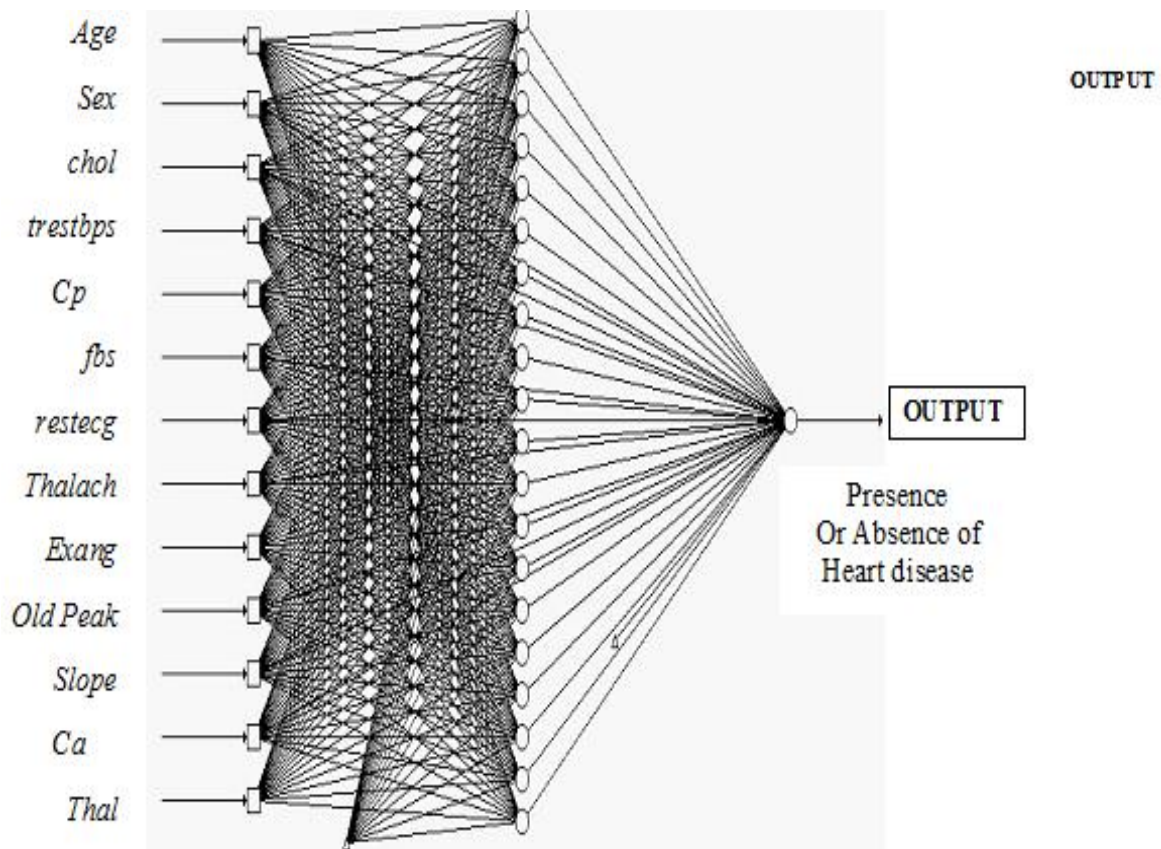 Age
Sex
chol
trestbps
Cp
fbs
restecg
Thalach
Exang
Old Peak
Slope
Ca
Thal
OUTPUT
OUTPUT
Presence
Or Absence of
Heart disease